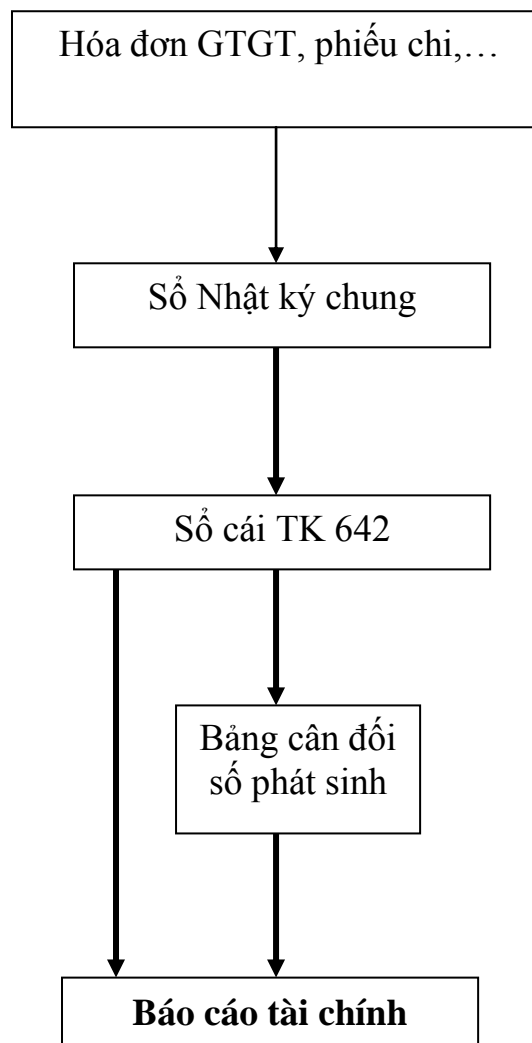 Hóa đơn GTGT, phiếu chi,…
Sổ Nhật ký chung
Sổ cái TK 642
Bảng cân đối
số phát sinh
Báo cáo tài chính